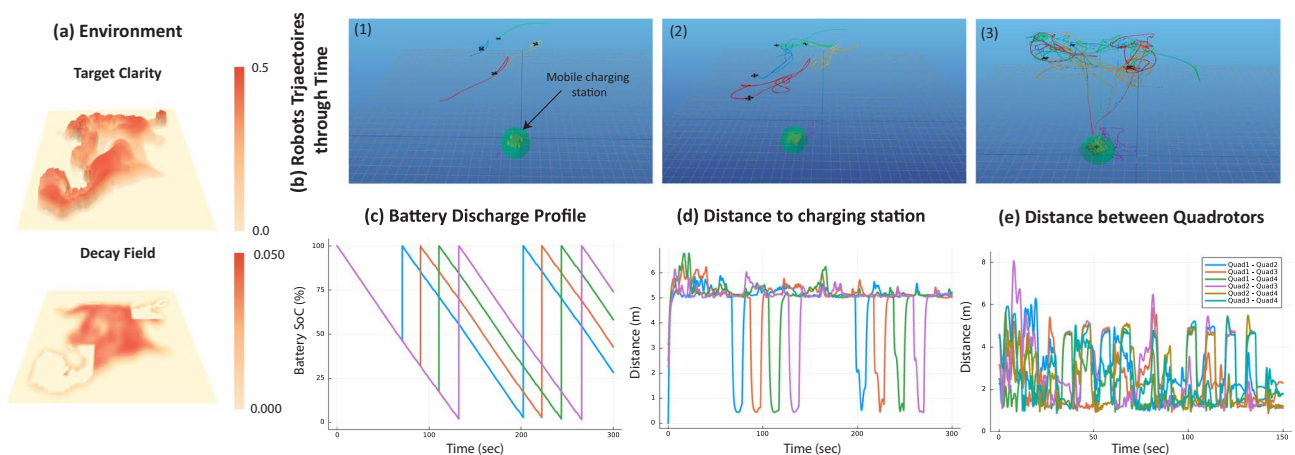 (a) Environment
Target Clarity
0.5
0.0
Decay Field
0.050
0.000
(b) Robots Trjaectoires
through Time
(1)
Mobile charging
station
(2)
(3)
(c) Battery Discharge Profile
Battery SoC (%)
100
75
50
25
0
0
100
200
300
Time (sec)
(d) Distance to charging station
Distance (m)
6
5
4
3
2
1
0
0
100
200
300
Time (sec)
(e) Distance between Quadrotors
Distance (m)
8
6
4
2
0
0
50
100
150
Time (sec)
Quad1 - Quad2
Quad1 - Quad3
Quad1 - Quad4
Quad2 - Quad3
Quad2 - Quad4
Quad3 - Quad4